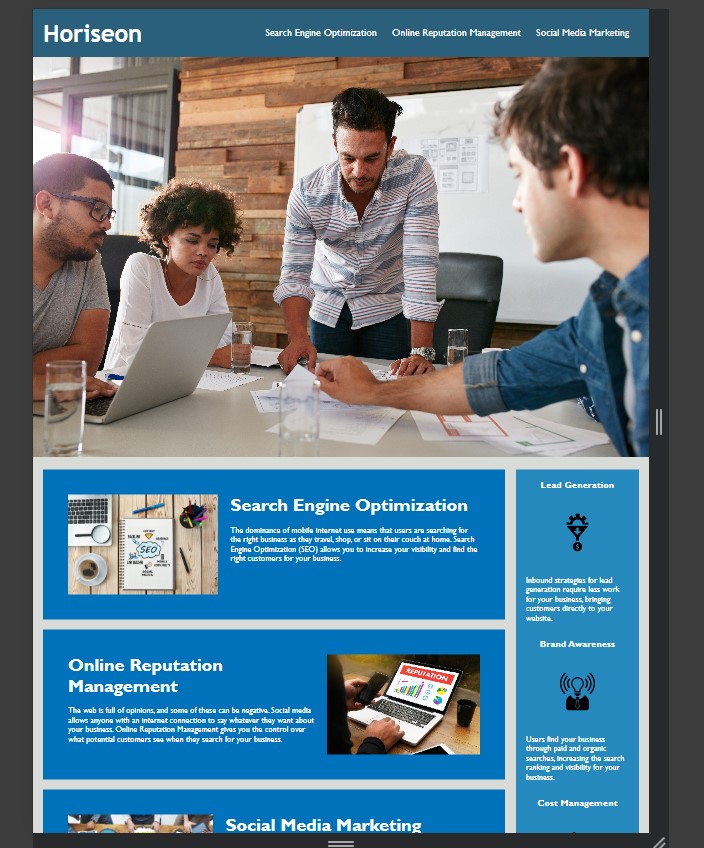 Horiseon
Search Engine Optimization
Online Reputation Management
Social Media Marketing
Search Engine Optimization
The dominance of mobile internet use means that users are searching for
the right business as they travel, shop, or sit on their couch at home. Search
Engine Optimization (SEO) allows you to increase your visibility and find the
right customers for your business.
SEO
Online Reputation
Management
The web is full of opinions, and some of these can be negative. Social media
allows anyone with an internet connection to say whatever they want about
your business. Online Reputation Management gives you the control over
what potential customers see when they search for your business.
REPUTATION
Social Media Marketing
Lead Generation
Inbound strategies for lead
generation require less work
for your business, bringing
customers directly to your
website.
Brand Awareness
Users find your business
through paid and organic
searches, increasing the search
ranking and visibility for your
business.
Cost Management